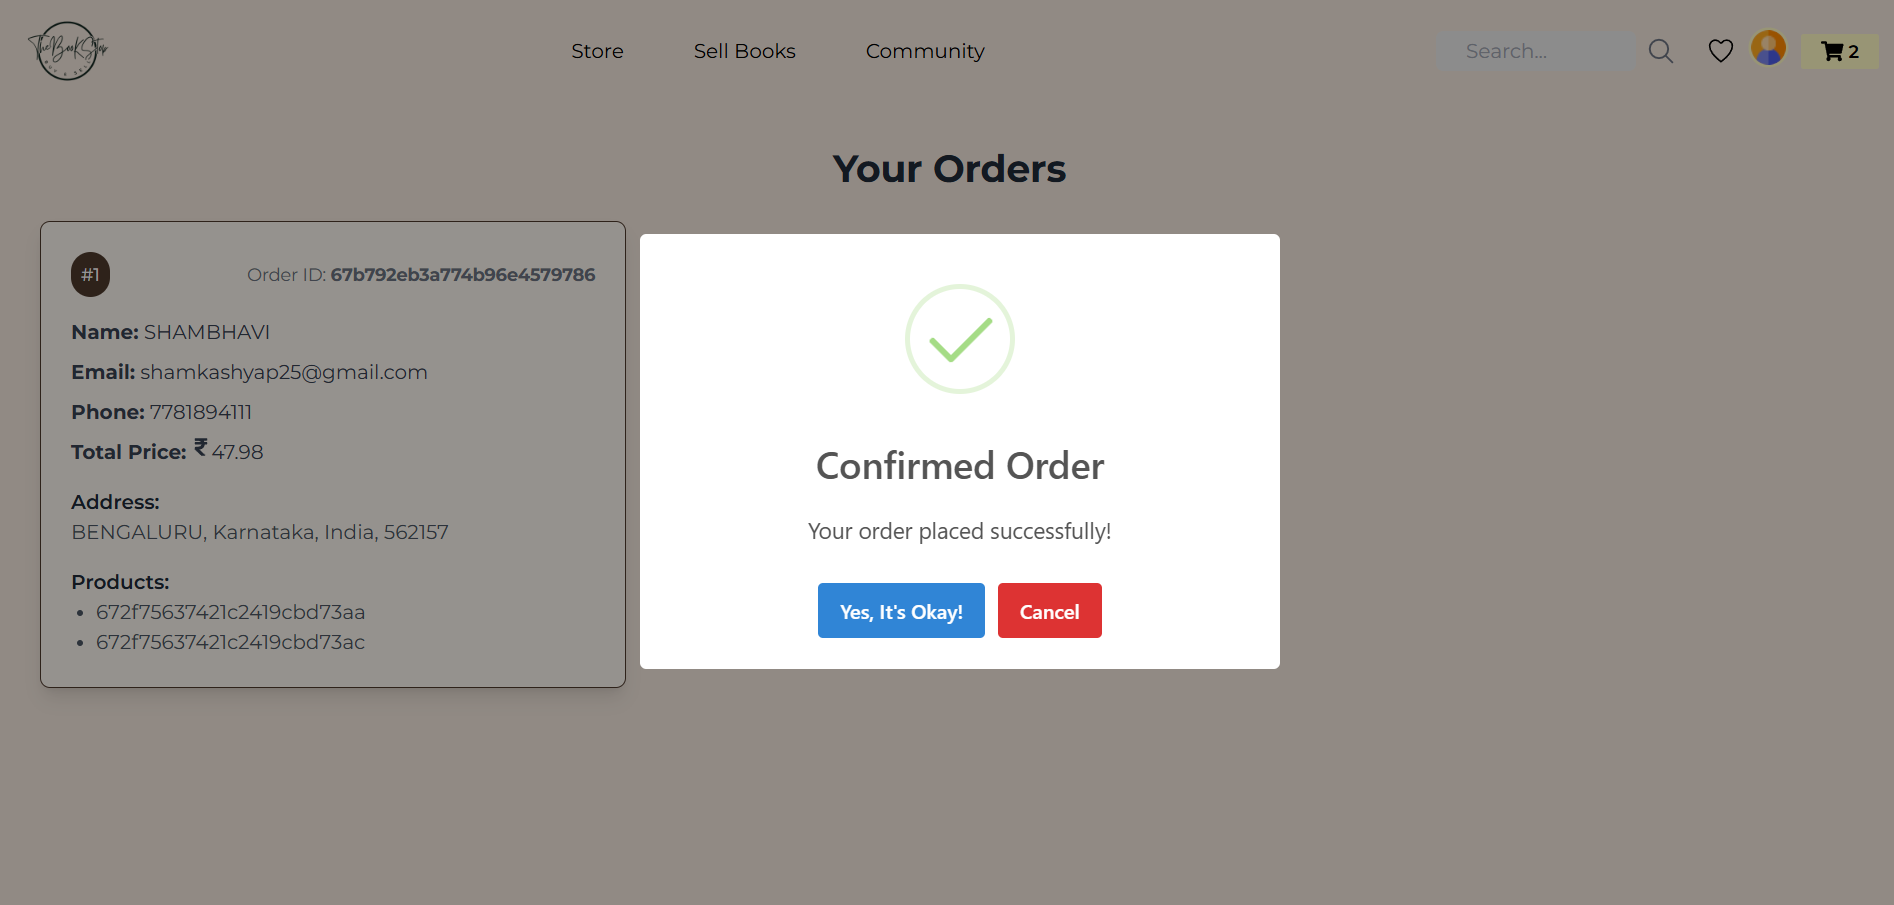 TheBookStop
Store
Sell Books
Community
Search...
2
Your Orders
#1
Order ID: 67b792eb3a774b96e4579786
Name: SHAMBHAVI
Email: shamkashyap25@gmail.com
Phone: 7781894111
Total Price: ₹ 47.98
Address:
BENGALURU, Karnataka, India, 562157
Products:
• 672f75637421c2419cbd73aa
• 672f75637421c2419cbd73ac
Confirmed Order
Your order placed successfully!
Yes, It's Okay!
Cancel